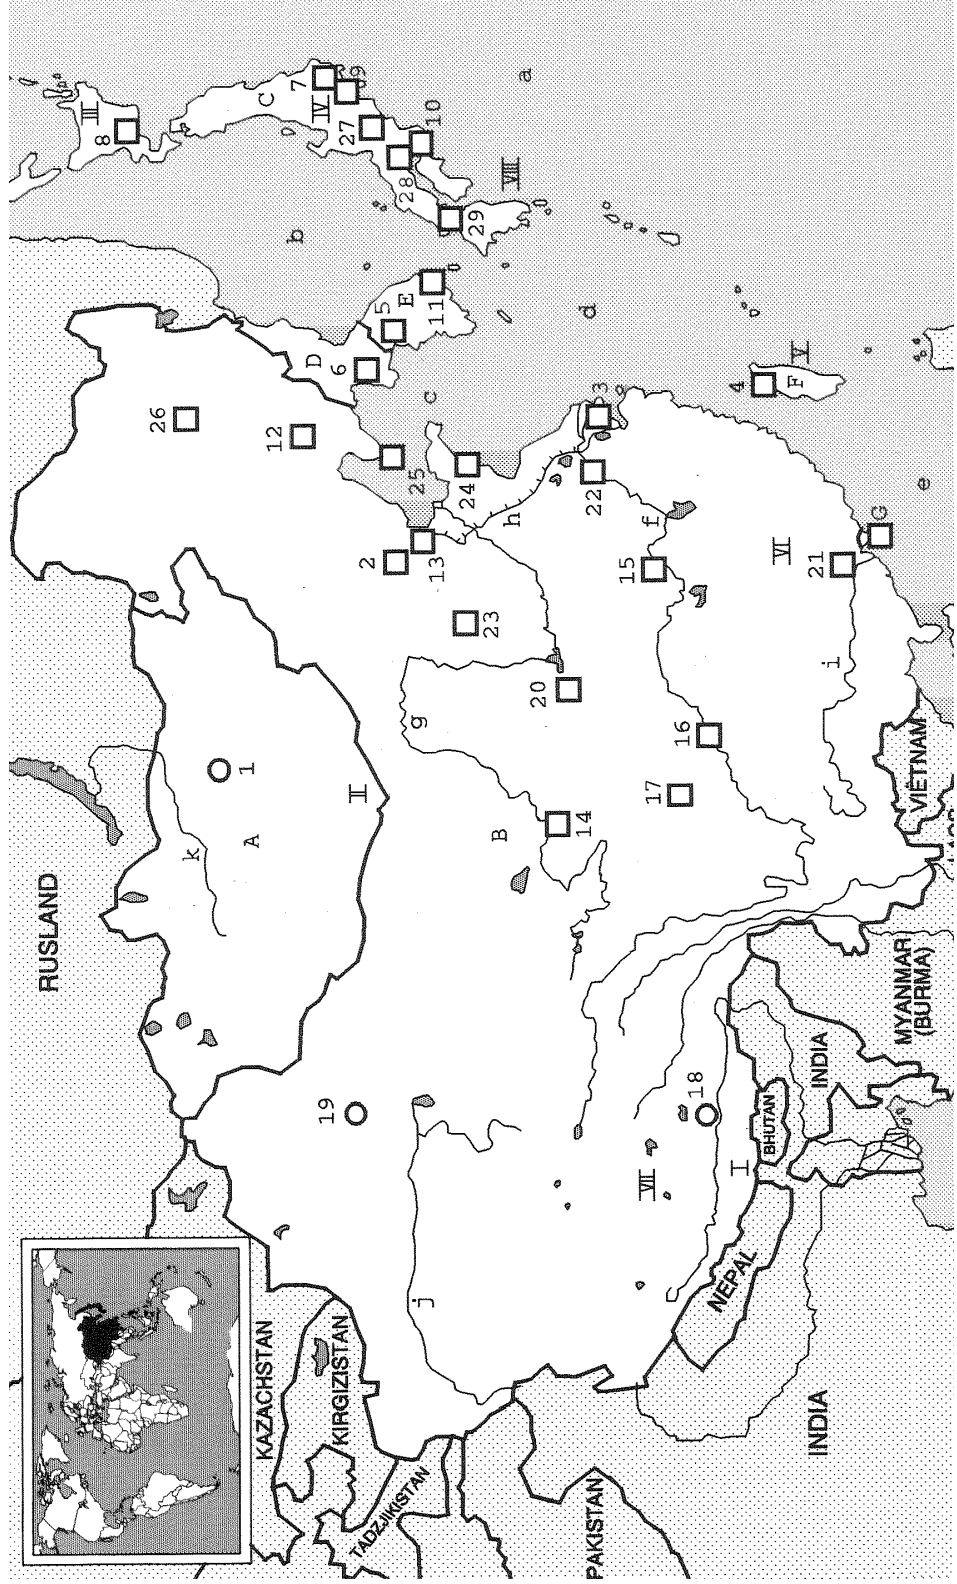 RUSLAND
III
8
26
k
1
A
KAZACHSTAN
C
12
b
7
IV
D
19
KIRGIZISTAN
27
9
II
6
5
TADZJIKISTAN
2
28
E
g
j
25
c
10
13
11
29
23
24
B
VIII
h
a
20
14
d
PAKISTAN
22
3
15
f
VII
17
16
18
NEPAL
I
4
BHUTAN
VI
F
V
INDIA
INDIA
21
i
G
MYANMAR
(BURMA)
VIËTNAM
e